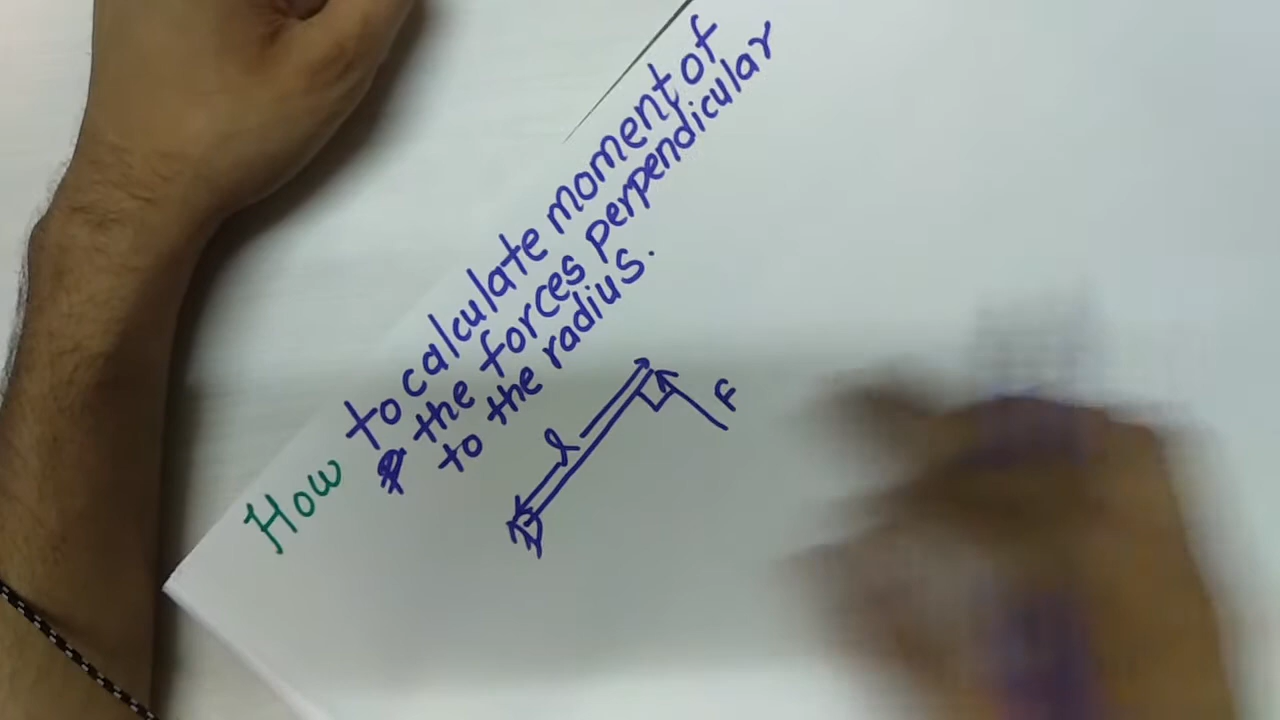 How to calculate moment of
the forces perpendicular
to the radius.
l
F